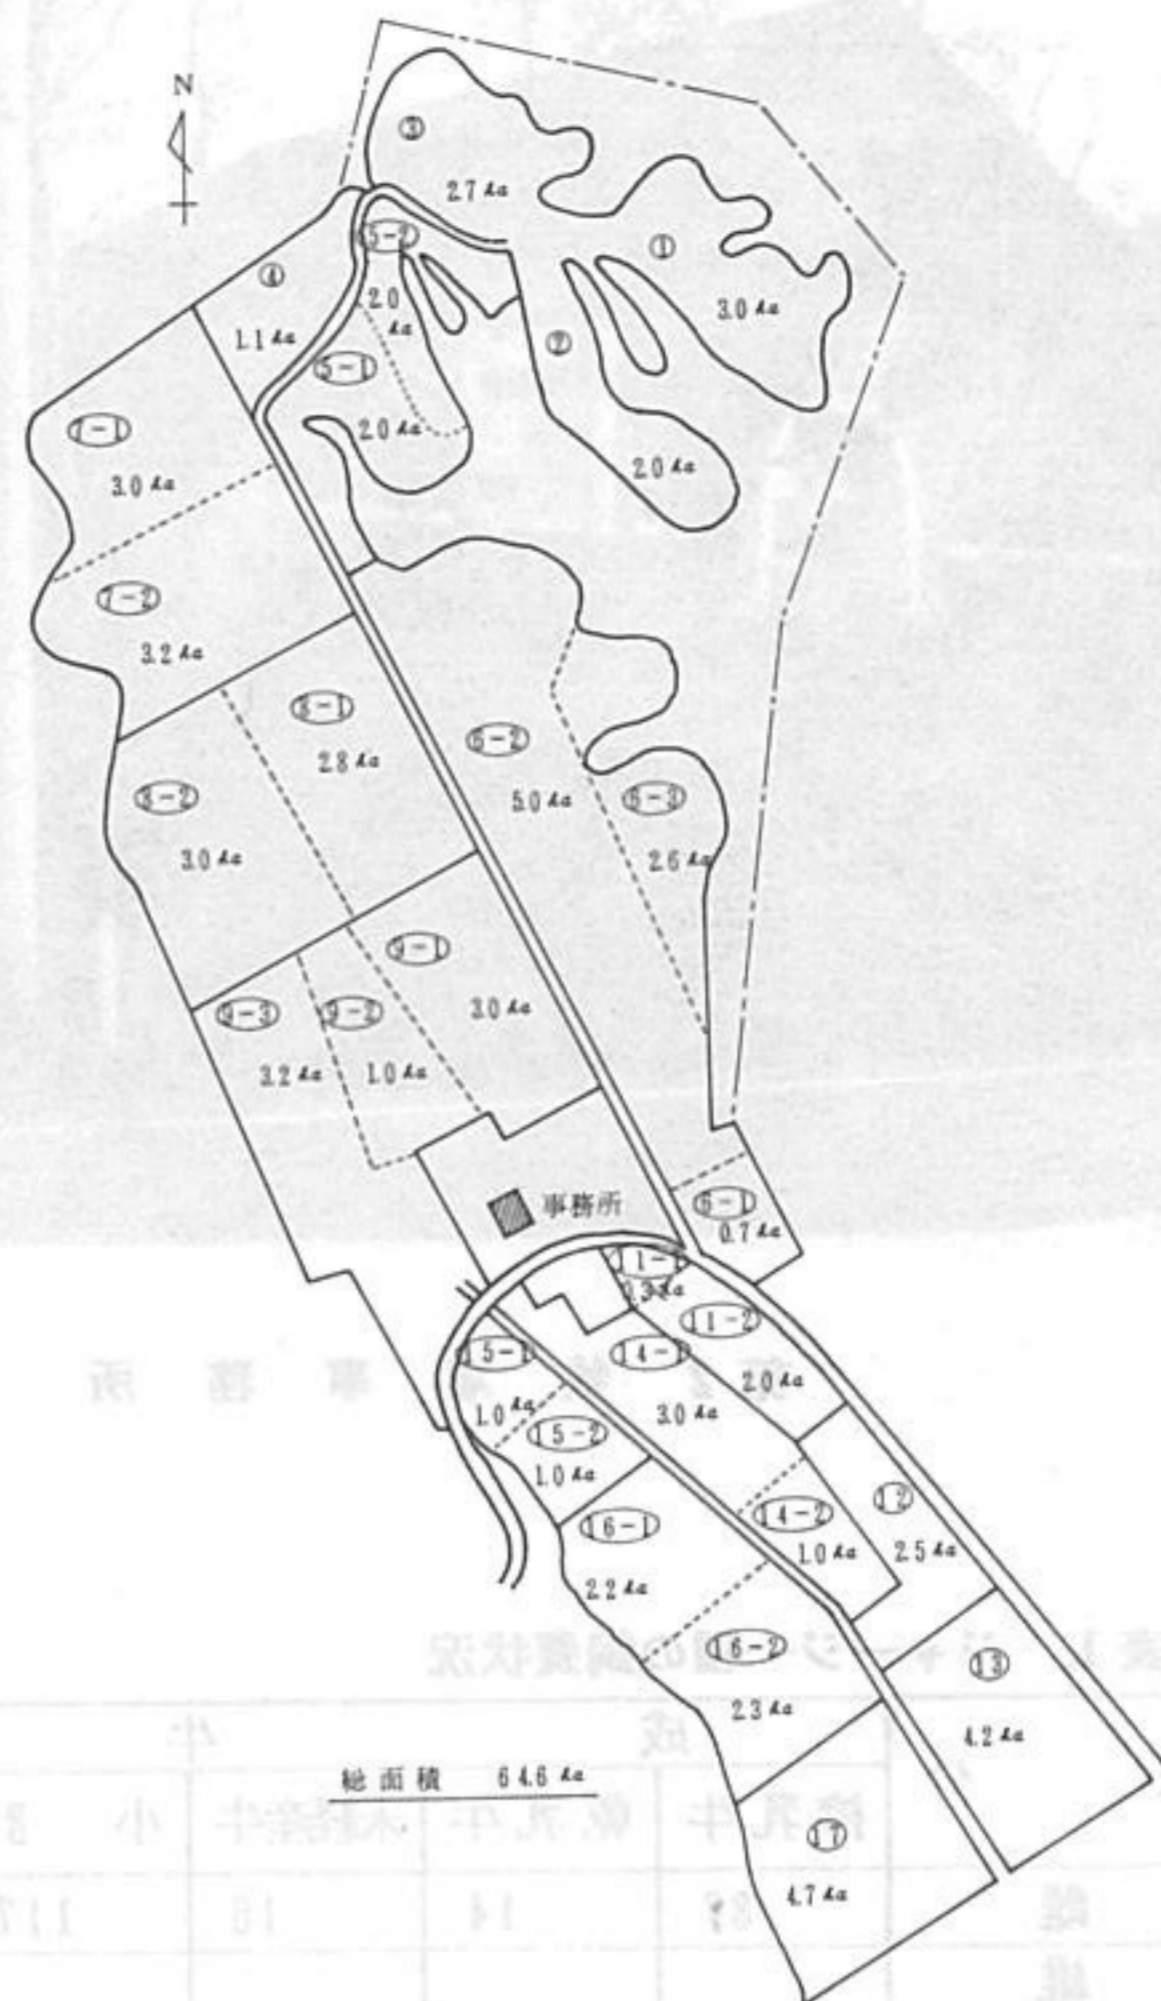 N
③
2.7 ha
①
3.0 ha
②
2.0 ha
④
1.1 ha
5-2
2.0 ha
5-1
2.0 ha
7-1
3.0 ha
7-2
3.2 ha
8-1
2.8 ha
8-2
3.0 ha
6-2
5.0 ha
6-3
2.6 ha
9-1
3.0 ha
9-2
1.0 ha
9-3
3.2 ha
事務所
6-1
0.7 ha
11-1
11-2
2.0 ha
14-1
3.0 ha
15-1
1.0 ha
15-2
1.0 ha
14-2
1.0 ha
12
2.5 ha
16-1
2.2 ha
16-2
2.3 ha
13
4.2 ha
17
4.7 ha
総面積 64.6 ha